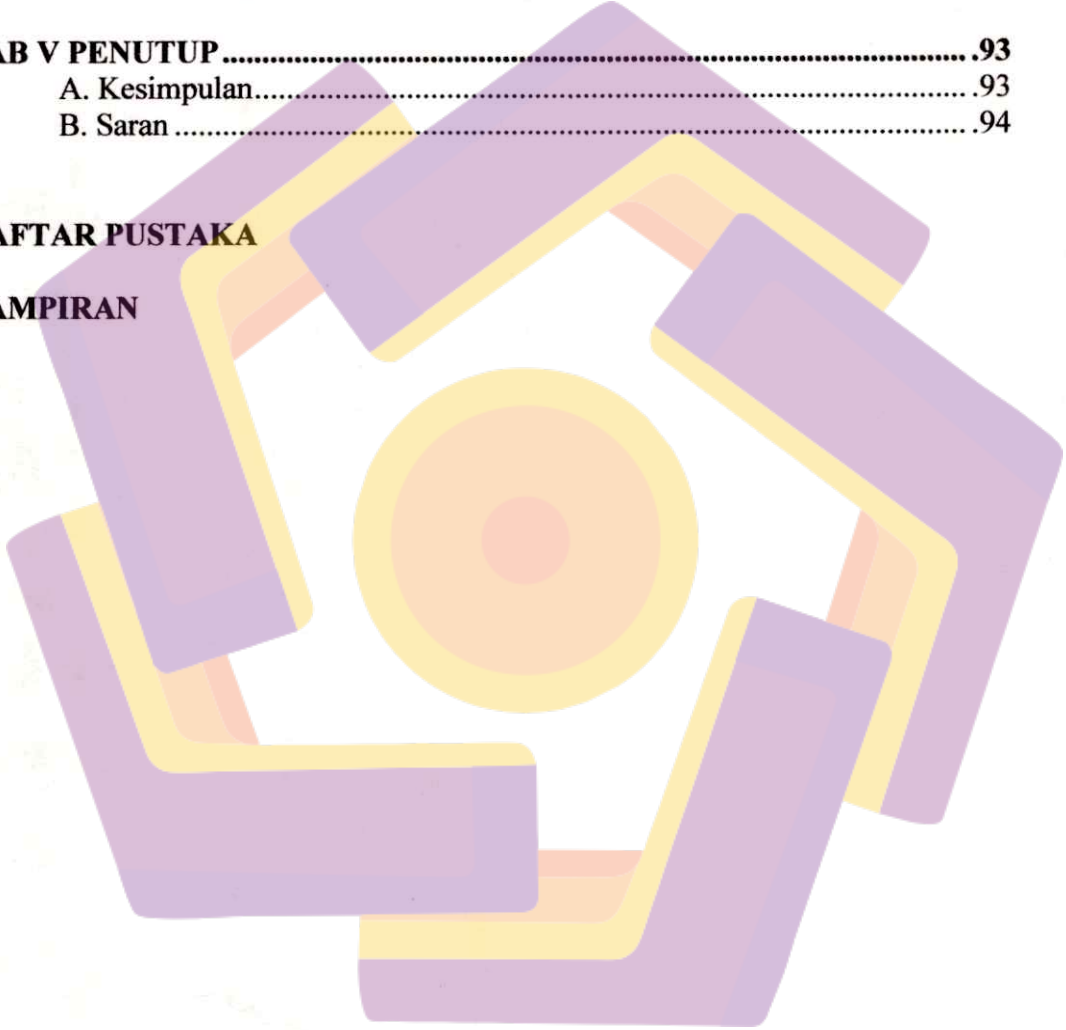 AB V PENUTUP .93
A. Kesimpulan .93
B. Saran .94
AFTAR PUSTAKA
AMPIRAN